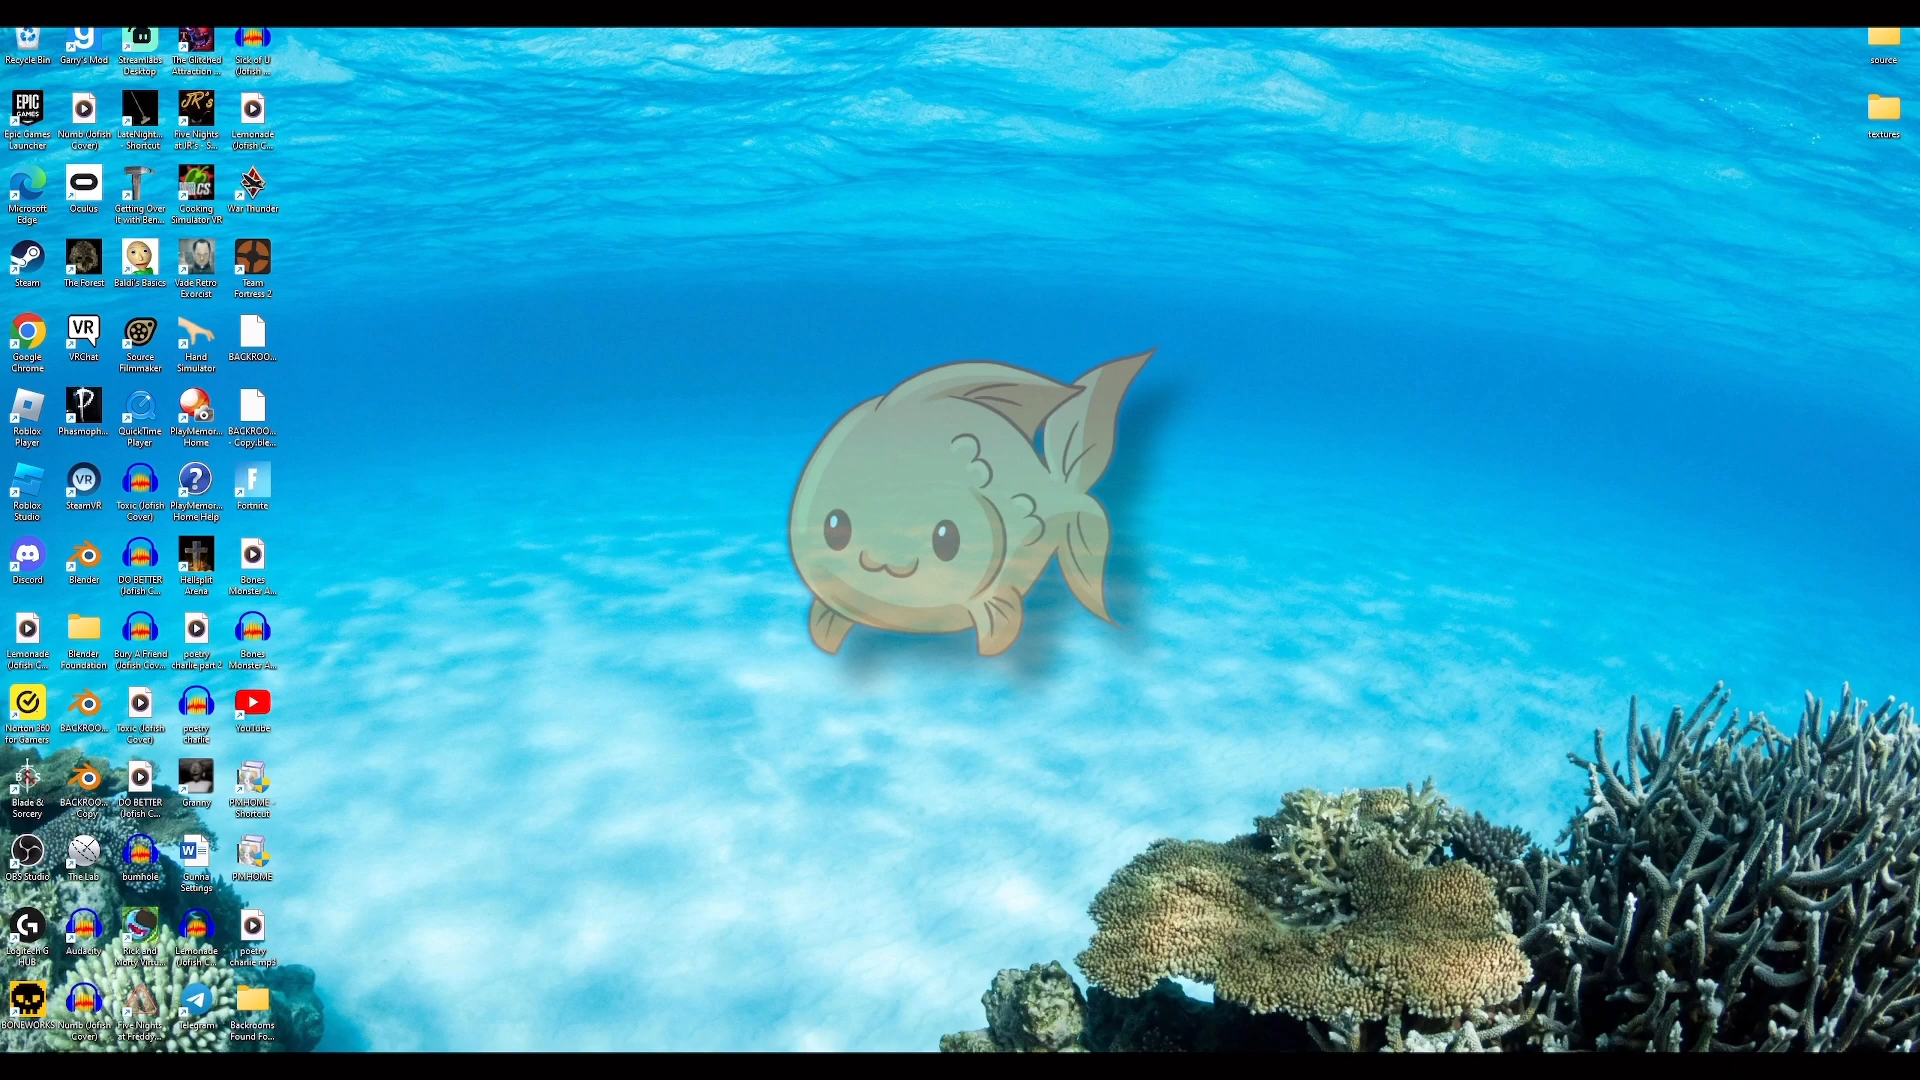 Recycle Bin
Garry's Mod
Streamlabs
Desktop
The Glitched
Attraction ...
Sick of U
(Jofish ...
source
EPIC
GAMES
Epic Games
Launcher
Numb (Jofish
Cover)
LateNight...
- Shortcut
JR's
Five Nights
at JR's - S...
Lemonade
(Jofish C...
textures
Microsoft
Edge
Oculus
Getting Over
It with Ben...
Cooking
Simulator VR
War Thunder
Steam
The Forest
Baldi's Basics
Vade Retro
Exorcist
Team
Fortress 2
Google
Chrome
VR
VRChat
Source
Filmmaker
Hand
Simulator
BACKROO...
Roblox
Player
Phasmoph...
QuickTime
Player
PlayMemor...
Home
BACKROO...
- Copy.ble...
Roblox
Studio
VR
SteamVR
Toxic (Jofish
Cover)
PlayMemor...
Home Help
F
Fortnite
Discord
Blender
DO BETTER
(Jofish C...
Hellsplit
Arena
Bones
Monster A...
Lemonade
(Jofish C...
Blender
Foundation
Bury A Friend
(Jofish Cov...
poetry
charlie part 2
Bones
Monster A...
Norton 360
for Gamers
BACKROO...
Toxic (Jofish
Cover)
poetry
charlie
YouTube
Blade &
Sorcery
BACKROO...
- Copy
DO BETTER
(Jofish C...
Granny
PMHOME -
Shortcut
OBS Studio
The Lab
bumhole
W
Gunna
Settings
PMHOME
Logitech G
HUB
Audacity
Rick and
Morty Virtu...
Lemonade
(Jofish C...
poetry
charlie mp3
BONEWORKS
Numb (Jofish
Cover)
Five Nights
at Freddy...
Telegram
Backrooms
Found Fo...